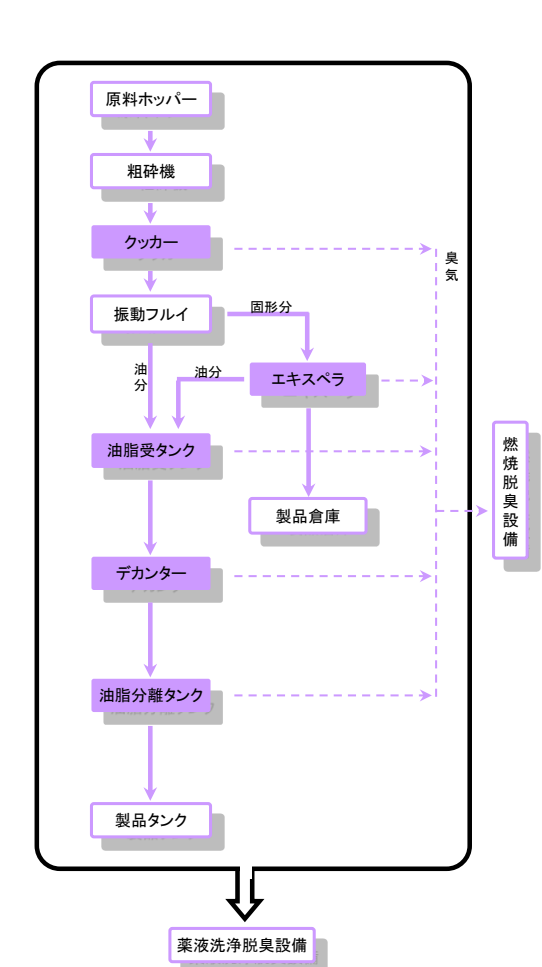 原料ホッパー
粗砕機
クッカー
臭気
振動フルイ
固形分
油分
油分
エキスペラ
油脂受タンク
燃焼脱臭設備
製品倉庫
デカンター
油脂分離タンク
製品タンク
薬液洗浄脱臭設備